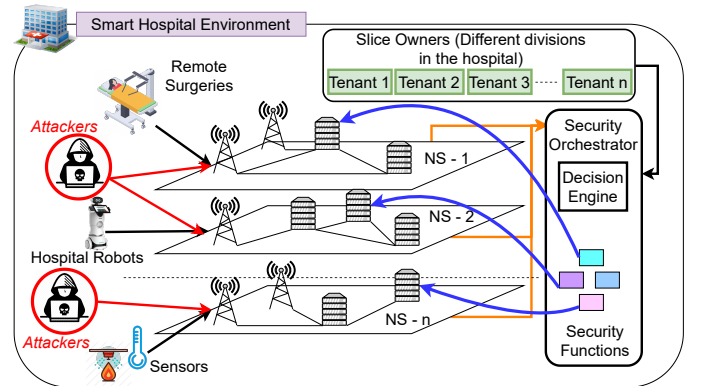 Smart Hospital Environment
Slice Owners (Different divisions
in the hospital)
Tenant 1
Tenant 2
Tenant 3
Tenant n
Remote
Surgeries
Attackers
NS - 1
Security
Orchestrator
Decision
Engine
NS - 2
Hospital Robots
NS - n
Attackers
Sensors
Security
Functions